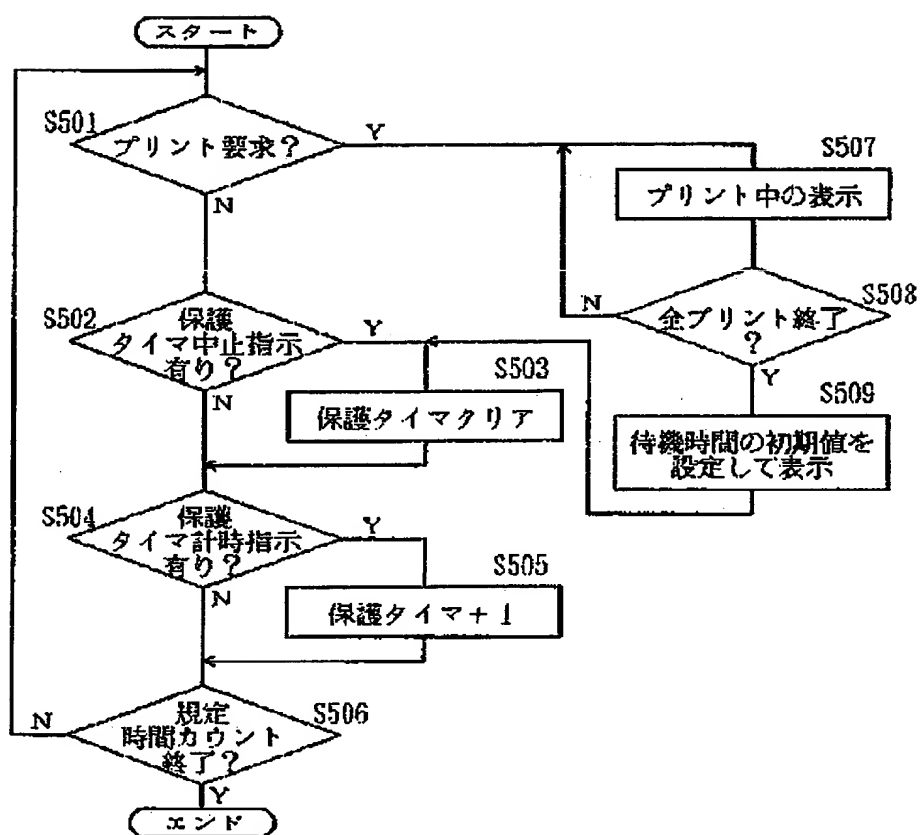 スタート
S501
プリント要求?
Y
N
S507
プリント中の表示
S508
全プリント終了
?
N
Y
S502
保護
タイマ中止指示
有り?
Y
N
S503
保護タイマクリア
S509
待機時間の初期値を
設定して表示
S504
保護
タイマ計時指示
有り?
Y
N
S505
保護タイマ+1
S506
規定
時間カウント
終了?
N
Y
エンド